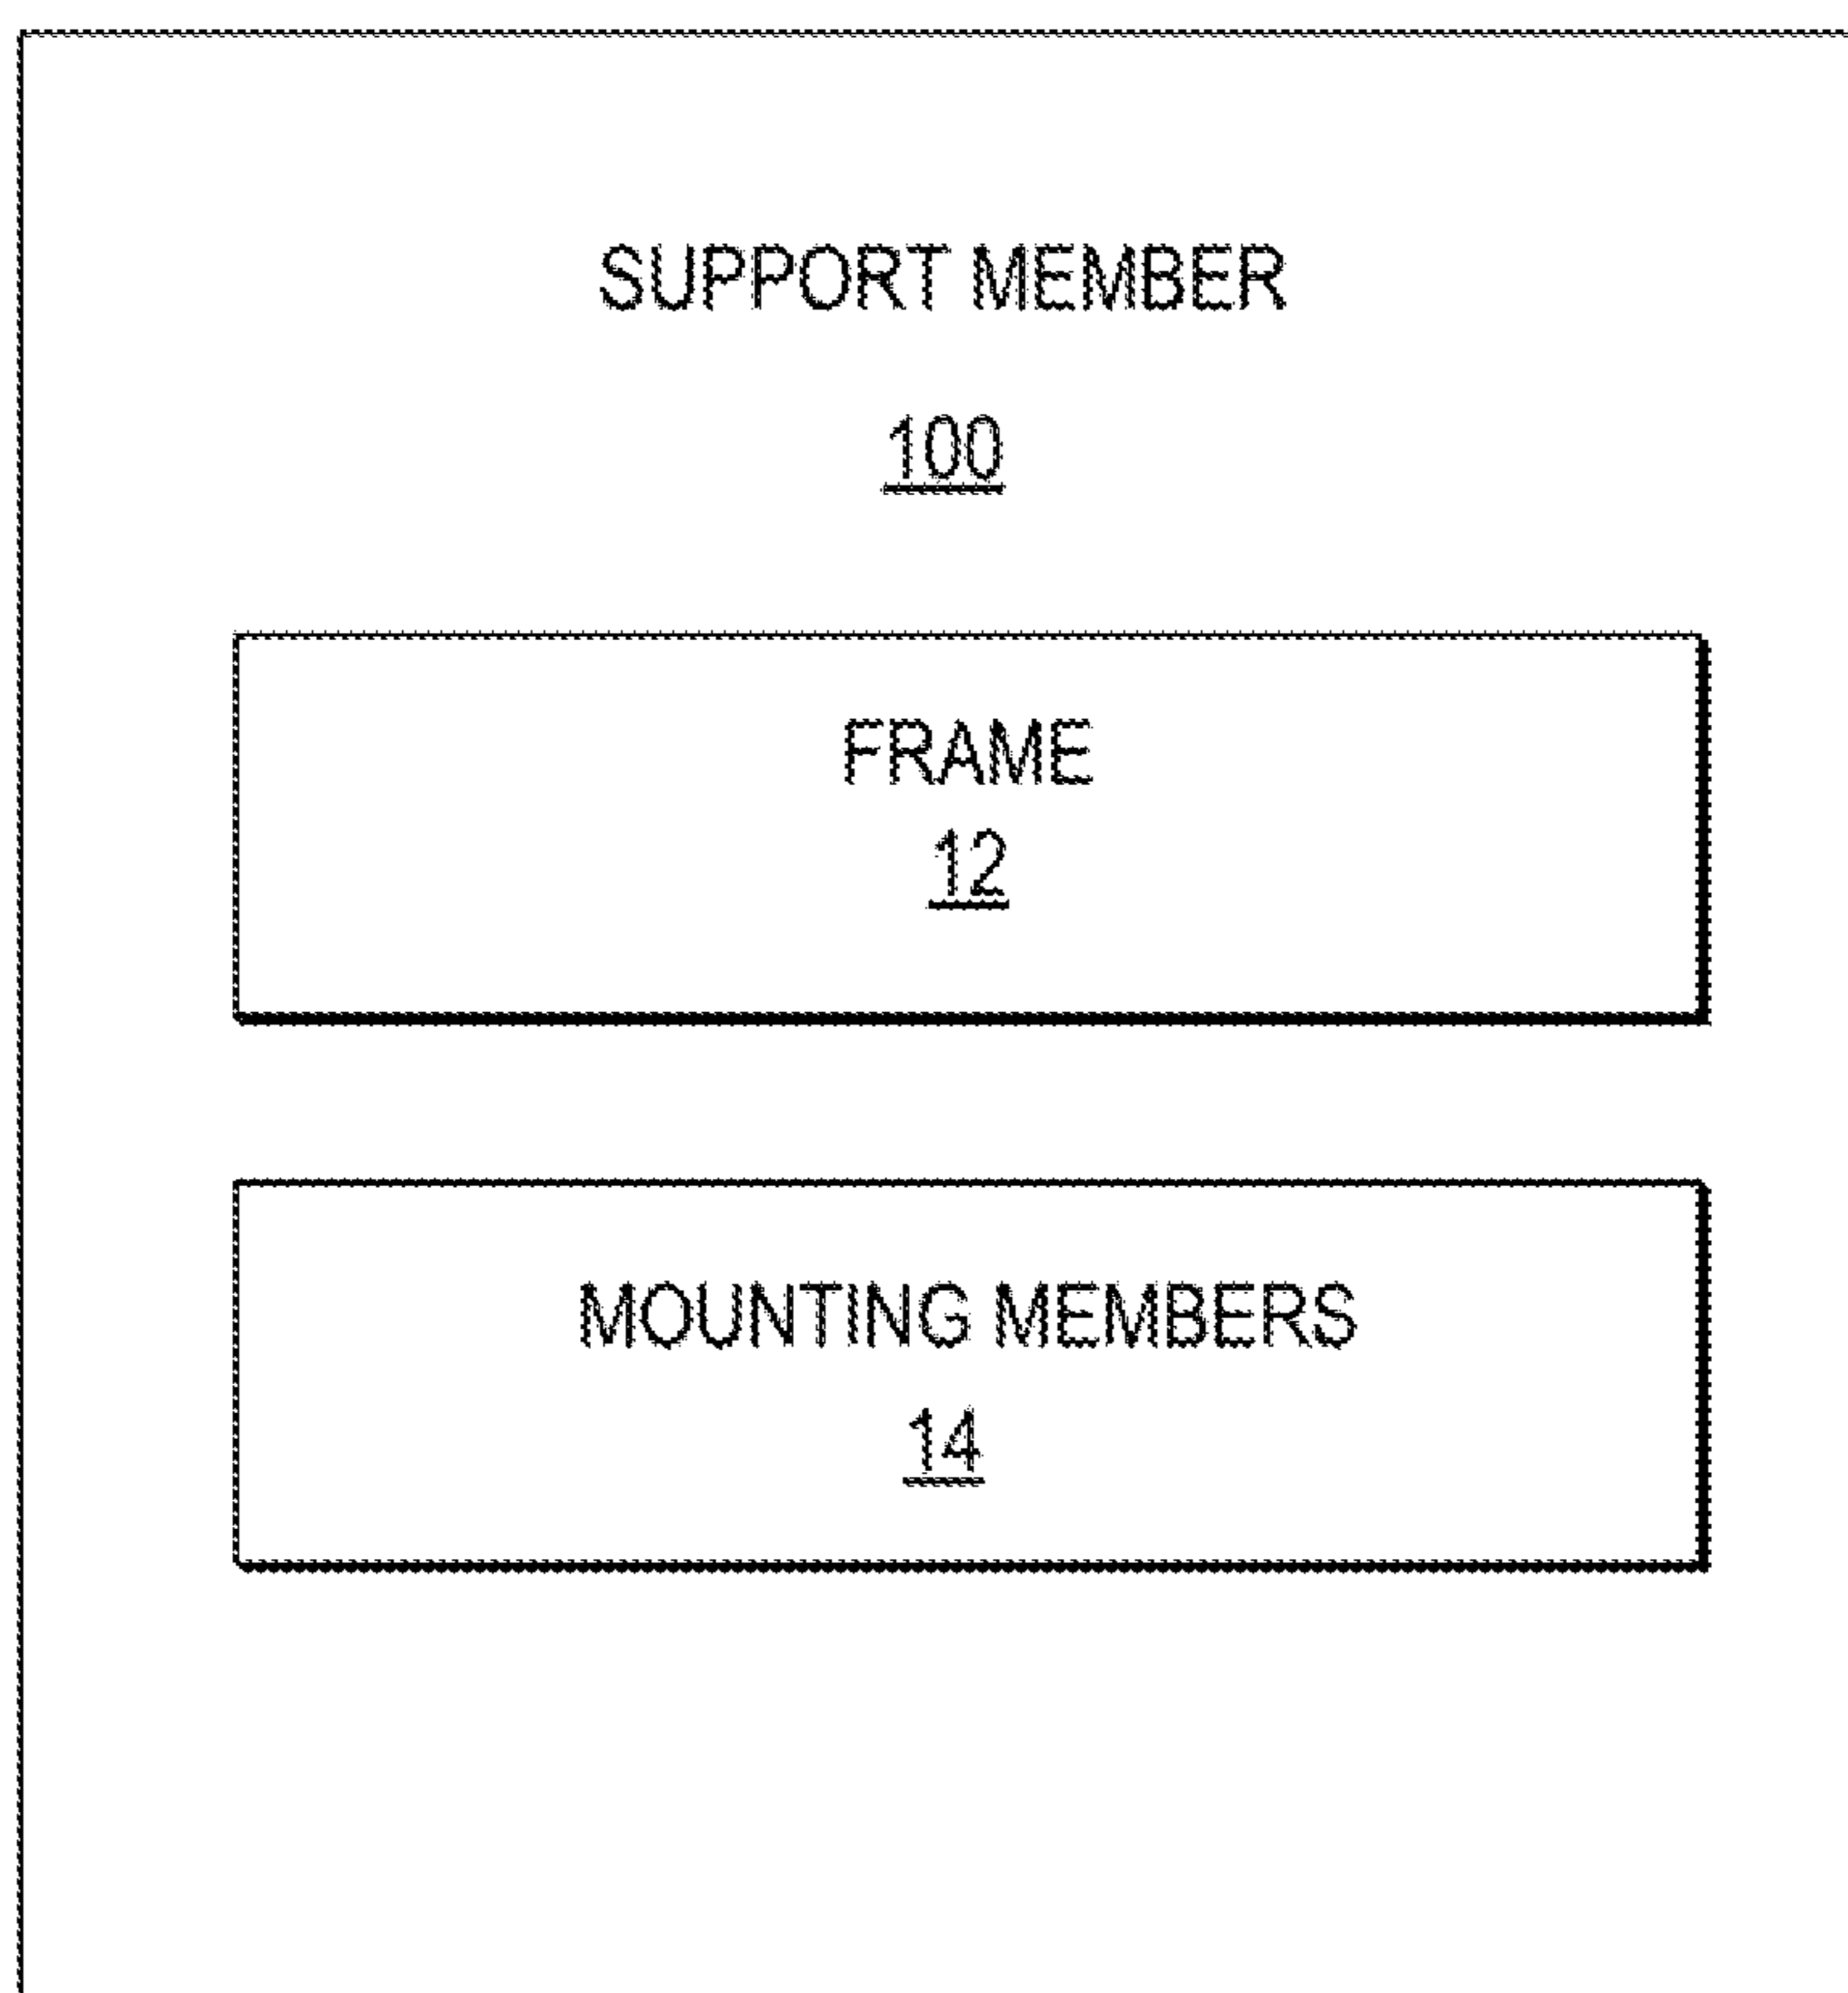 SUPPORT MEMBER
100
FRAME
12
MOUNTING MEMBERS
14